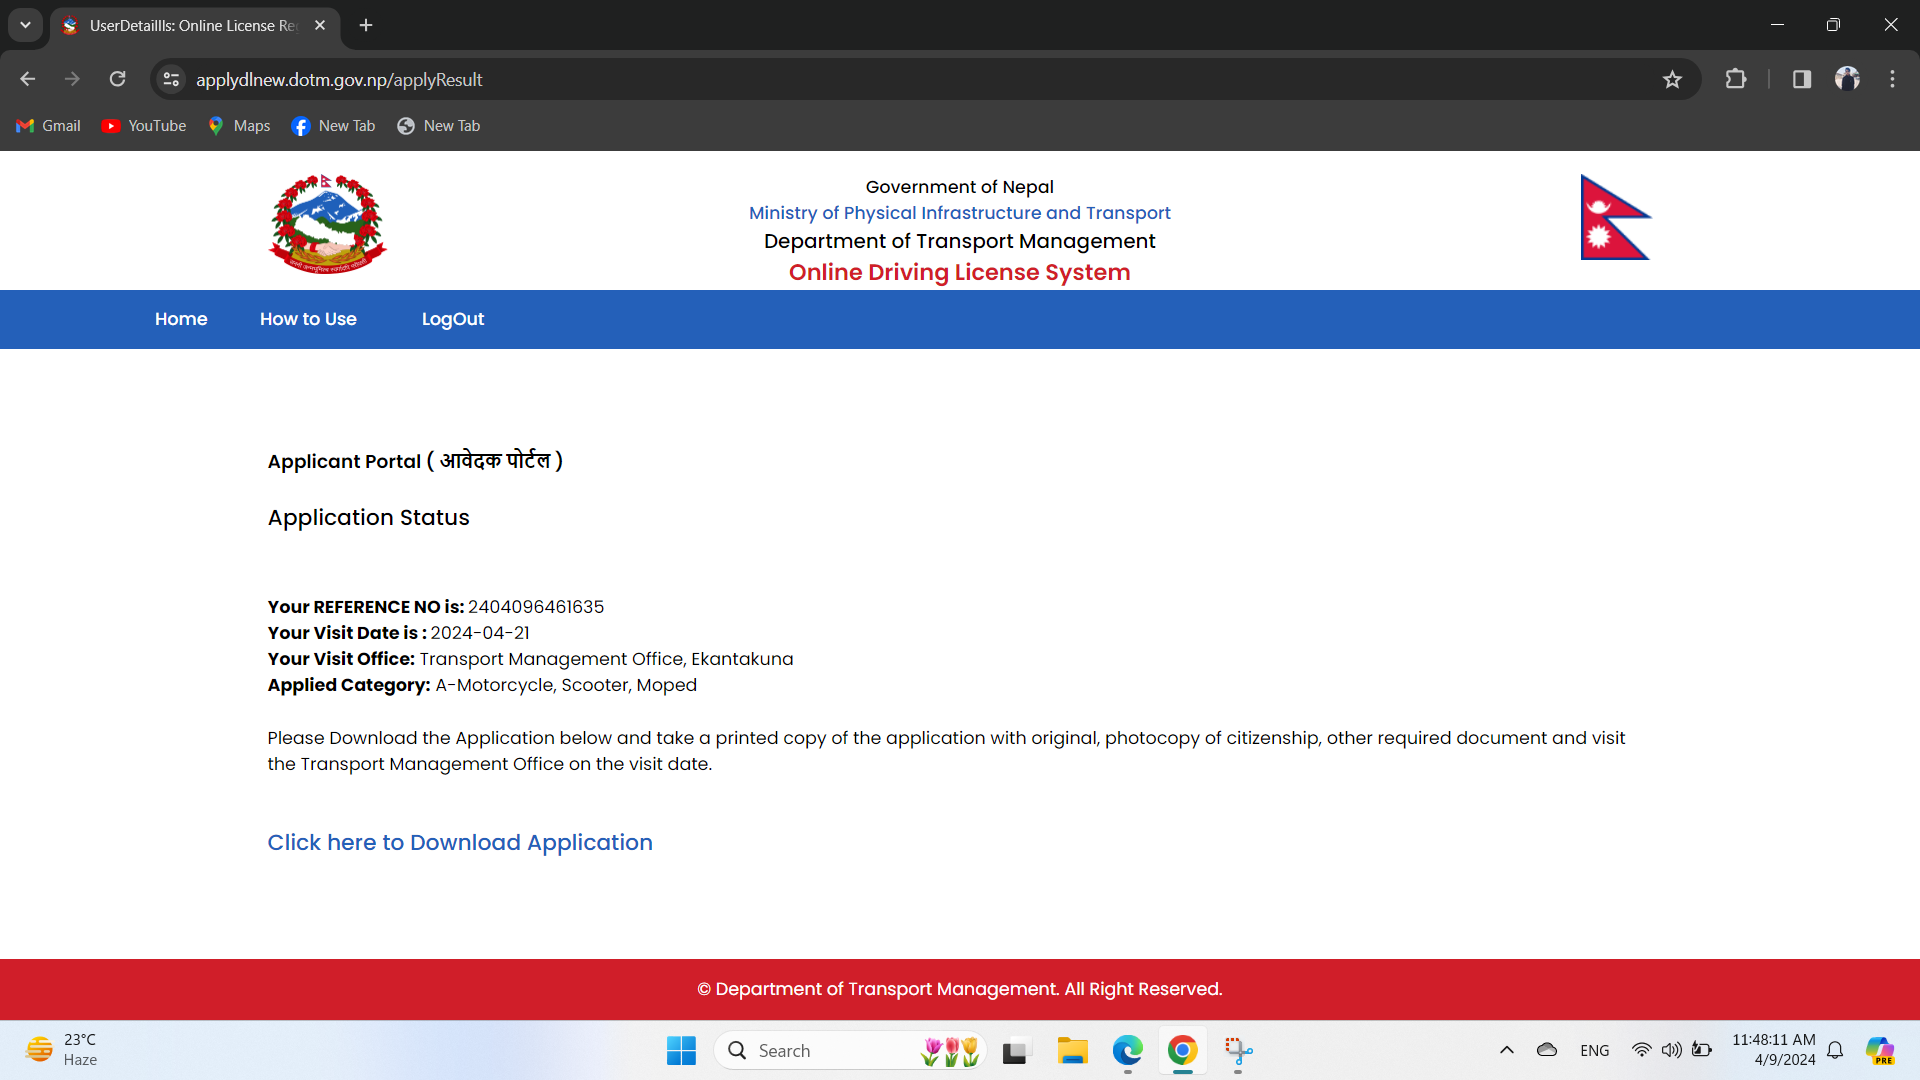 UserDetaillls: Online License Re
applydlnew.dotm.gov.np/applyResult
Gmail
YouTube
Maps
New Tab
New Tab
Government of Nepal
Ministry of Physical Infrastructure and Transport
Department of Transport Management
Online Driving License System
Home
How to Use
LogOut
Applicant Portal ( आवेदक पोर्टल )
Application Status
Your REFERENCE NO is: 2404096461635
Your Visit Date is : 2024-04-21
Your Visit Office: Transport Management Office, Ekantakuna
Applied Category: A-Motorcycle, Scooter, Moped
Please Download the Application below and take a printed copy of the application with original, photocopy of citizenship, other required document and visit
the Transport Management Office on the visit date.
Click here to Download Application
© Department of Transport Management. All Right Reserved.
23°C
Haze
Search
ENG
11:48:11 AM
4/9/2024
PRE